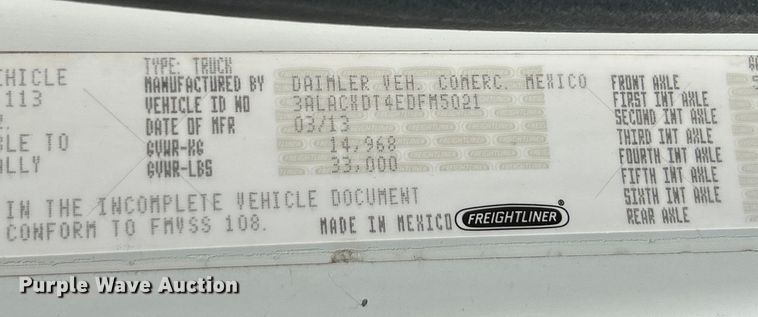 TYPE: TRUCK
EHICLE MANUFACTURED BY DAIMLER VEH. COMERC. MEXICO FRONT AXLE
113 VEHICLE ID NO 3ALACXDT4EDFM5021 FIRST INT AXLE
DATE OF MFR 03/13 SECOND INT AXLE
LE TO GVWR-KG 14,968 THIRD INT AXLE
ALLY GVWR-LBS 33,000 FOURTH INT AXLE
FIFTH INT AXLE
IN THE INCOMPLETE VEHICLE DOCUMENT SIXTH INT AXLE
CONFORM TO FMVSS 108. MADE IN MEXICO FREIGHTLINER ® REAR AXLE
Purple Wave Auction